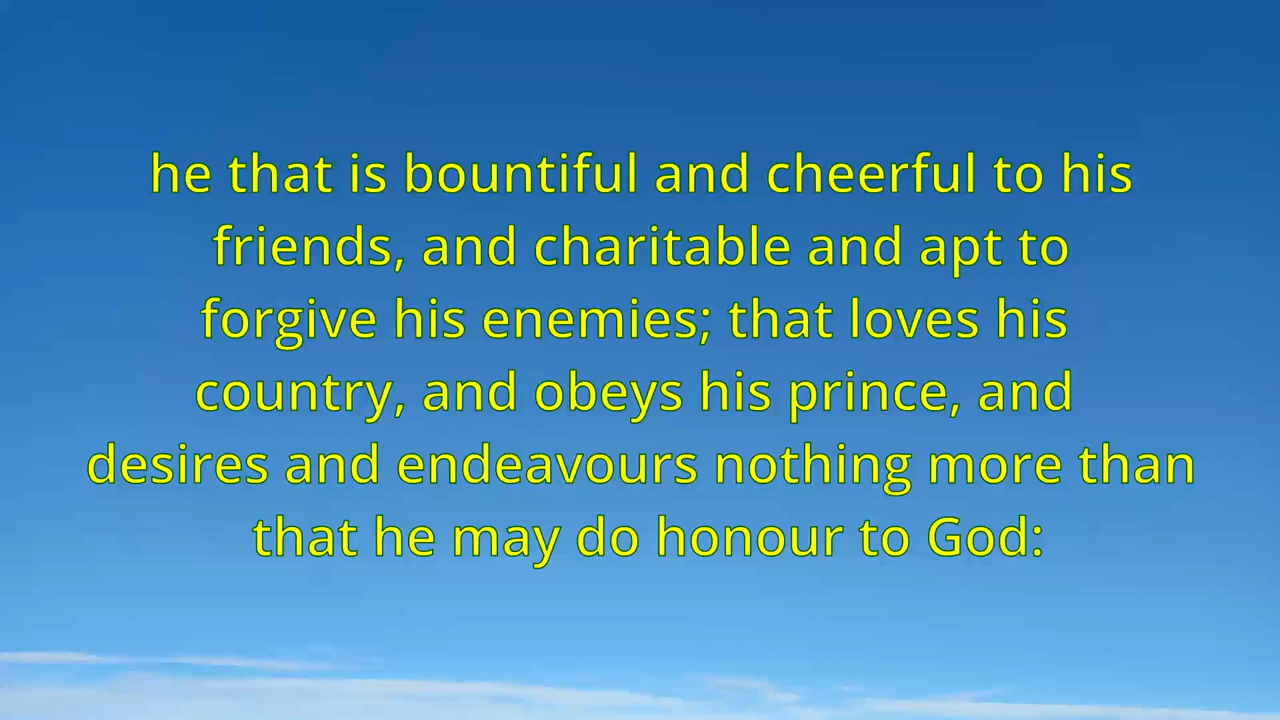 he that is bountiful and cheerful to his
friends, and charitable and apt to
forgive his enemies; that loves his
country, and obeys his prince, and
desires and endeavours nothing more than
that he may do honour to God: